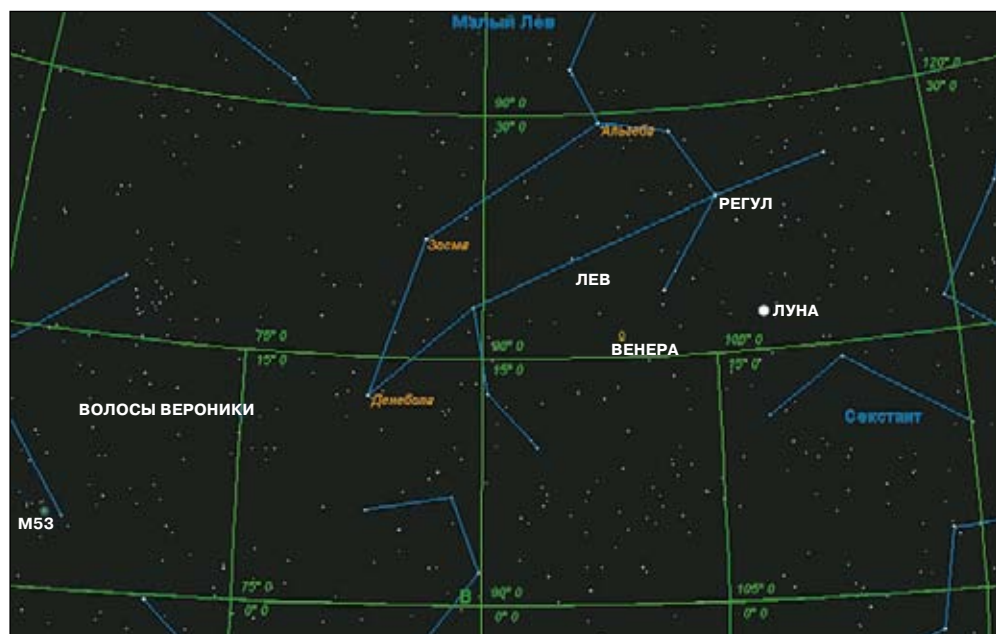 Малый Лев
120° 0
30° 0
90° 0
30° 0
Альгеба
РЕГУЛ
Зосма
ЛЕВ
ЛУНА
ВЕНЕРА
75° 0
15° 0
90° 0
15° 0
105° 0
15° 0
Денебола
ВОЛОСЫ ВЕРОНИКИ
Секстант
М53
75° 0
0° 0
В
90° 0
0° 0
105° 0
0° 0